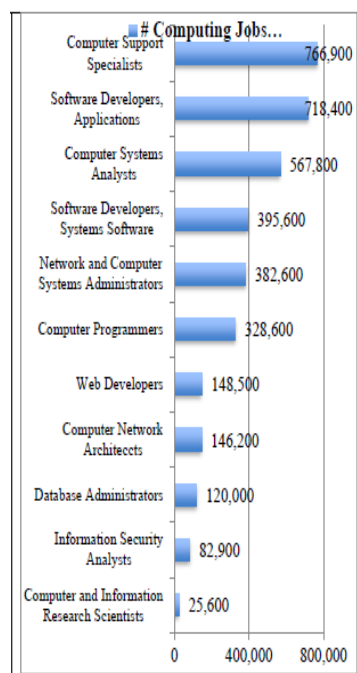 # Computing Jobs…
Computer Support
Specialists
766,900
Software Developers,
Applications
718,400
Computer Systems
Analysts
567,800
Software Developers,
Systems Software
395,600
Network and Computer
Systems Administrators
382,600
Computer Programmers
328,600
Web Developers
148,500
Computer Network
Architeccts
146,200
Database Administrators
120,000
Information Security
Analysts
82,900
Computer and Information
Research Scientists
25,600
0 400,000 800,000